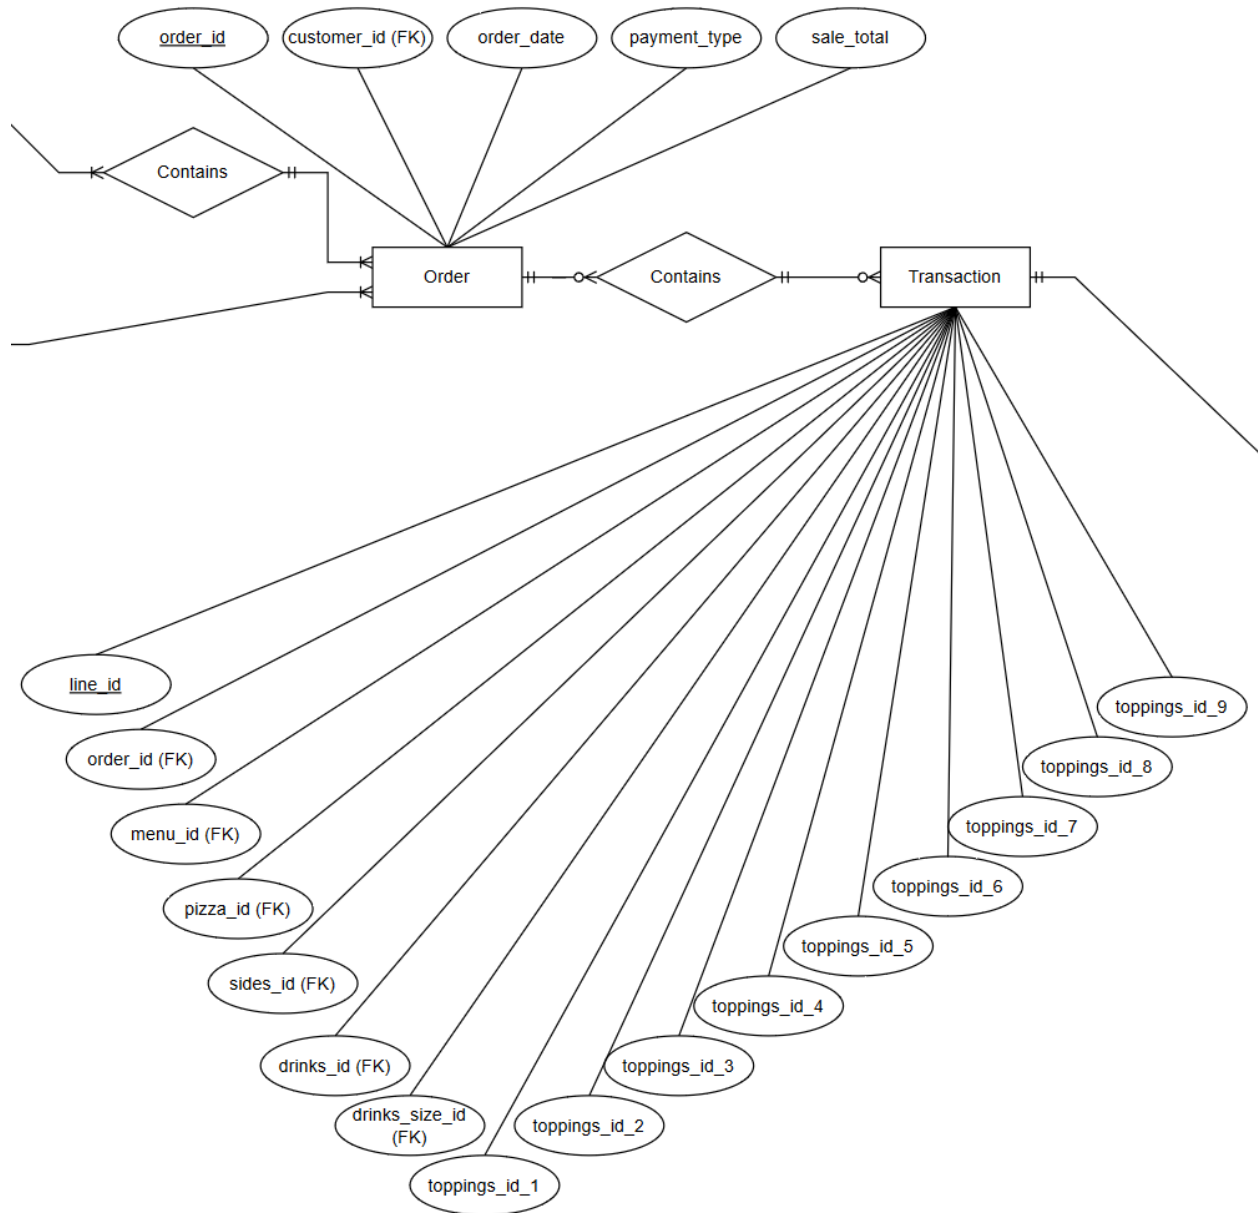 order_id
customer_id (FK)
order_date
payment_type
sale_total
Contains
Order
Contains
Transaction
line_id
order_id (FK)
menu_id (FK)
pizza_id (FK)
sides_id (FK)
drinks_id (FK)
drinks_size_id
(FK)
toppings_id_1
toppings_id_2
toppings_id_3
toppings_id_4
toppings_id_5
toppings_id_6
toppings_id_7
toppings_id_8
toppings_id_9